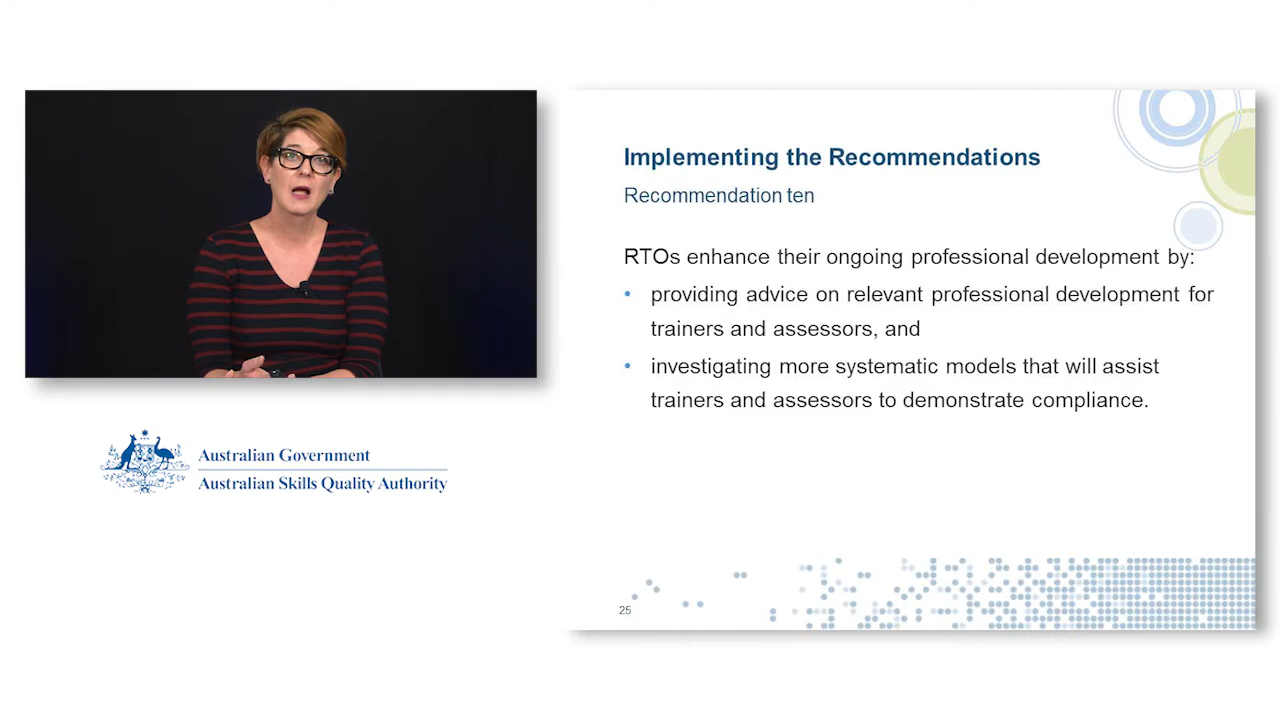 Australian Government
Australian Skills Quality Authority
Implementing the Recommendations
Recommendation ten
RTOs enhance their ongoing professional development by:
• providing advice on relevant professional development for
trainers and assessors, and
• investigating more systematic models that will assist
trainers and assessors to demonstrate compliance.
25